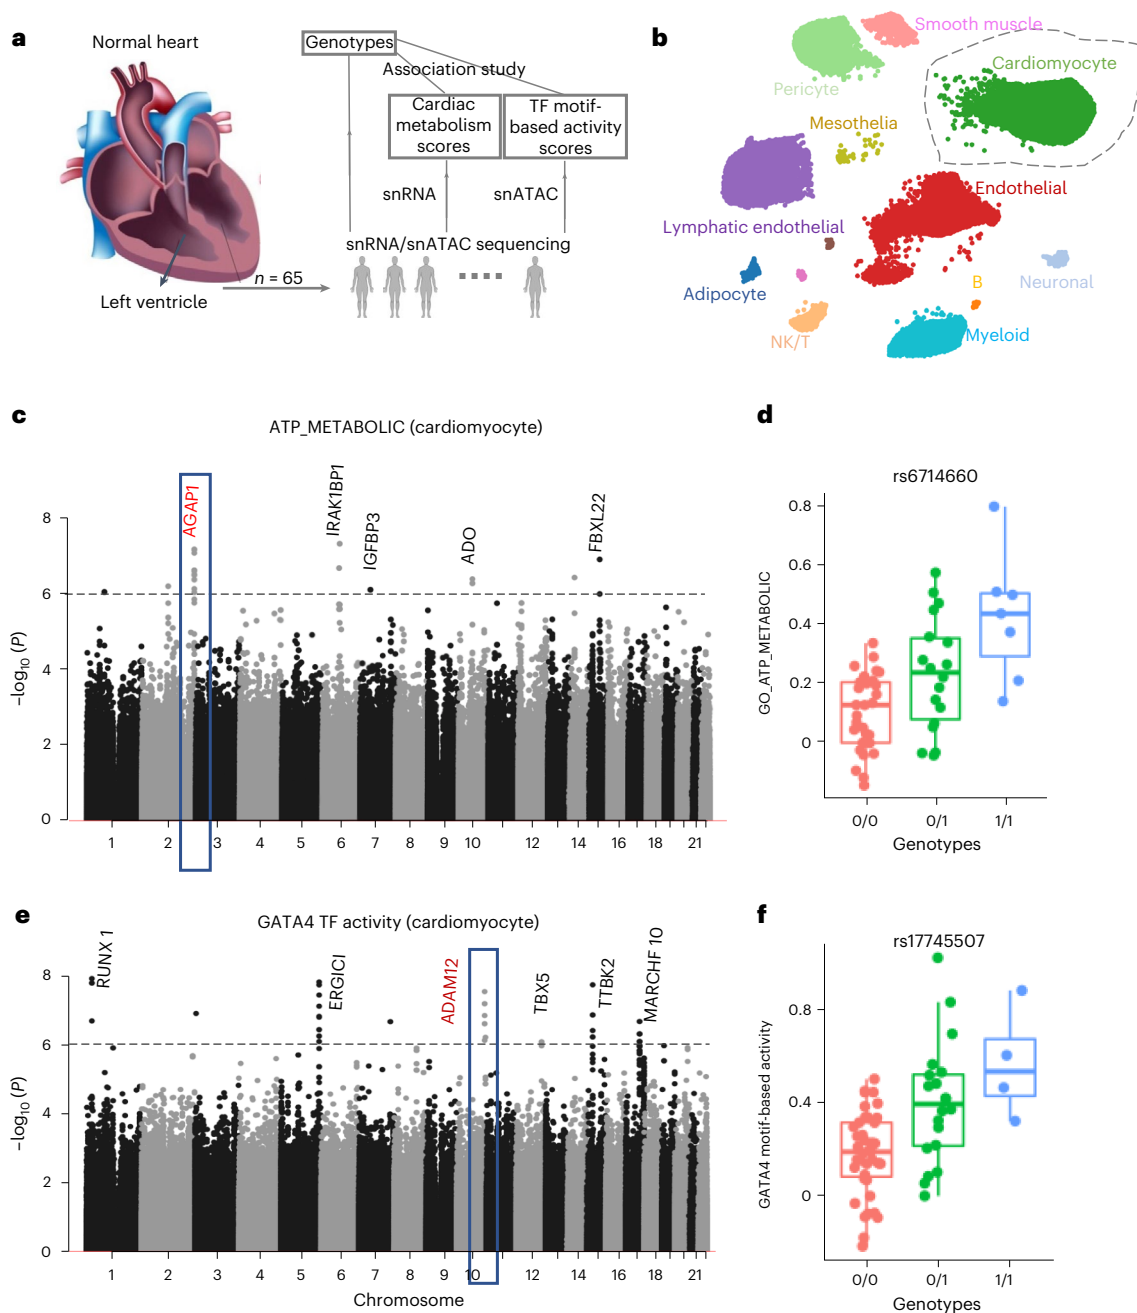 a
Normal heart
Genotypes
Association study
Cardiac
metabolism
scores
TF motif-
based activity
scores
snRNA
snATAC
snRNA/snATAC sequencing
n = 65
Left ventricle
b
Smooth muscle
Cardiomyocyte
Pericyte
Mesothelia
Endothelial
Lymphatic endothelial
Adipocyte
B
Neuronal
NK/T
Myeloid
c
ATP_METABOLIC (cardiomyocyte)
AGAP1
IRAK1BP1
IGFBP3
ADO
FBXL22
8
6
4
2
0
–log10 (P)
1 2 3 4 5 6 7 8 9 10 12 14 16 18 21
d
rs6714660
GO_ATP_METABOLIC
0.8
0.6
0.4
0.2
0
0/0 0/1 1/1
Genotypes
e
GATA4 TF activity (cardiomyocyte)
RUNX 1
ERGICI
ADAM12
TBX5
TTBK2
MARCHF 10
8
6
4
2
0
–log10 (P)
1 2 3 4 5 6 7 8 9 10 12 14 16 18 21
Chromosome
f
rs17745507
GATA4 motif-based activity
0.8
0.4
0
0/0 0/1 1/1
Genotypes